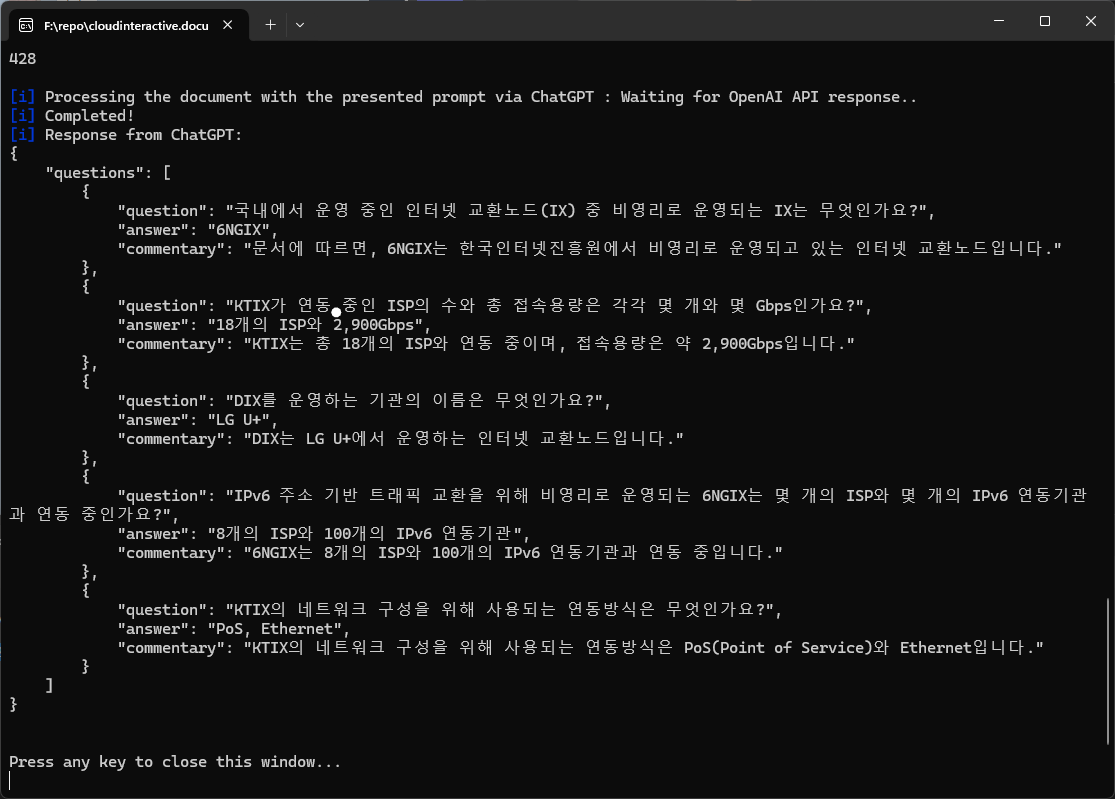 F:\repo\cloudinteractive.docu
428
[i] Processing the document with the presented prompt via ChatGPT : Waiting for OpenAI API response..
[i] Completed!
[i] Response from ChatGPT:
{
    "questions": [
        {
            "question": "국내에서 운영 중인 인터넷 교환노드(IX) 중 비영리로 운영되는 IX는 무엇인가요?",
            "answer": "6NGIX",
            "commentary": "문서에 따르면, 6NGIX는 한국인터넷진흥원에서 비영리로 운영되고 있는 인터넷 교환노드입니다."
        },
        {
            "question": "KTIX가 연동 중인 ISP의 수와 총 접속용량은 각각 몇 개와 몇 Gbps인가요?",
            "answer": "18개의 ISP와 2,900Gbps",
            "commentary": "KTIX는 총 18개의 ISP와 연동 중이며, 접속용량은 약 2,900Gbps입니다."
        },
        {
            "question": "DIX를 운영하는 기관의 이름은 무엇인가요?",
            "answer": "LG U+",
            "commentary": "DIX는 LG U+에서 운영하는 인터넷 교환노드입니다."
        },
        {
            "question": "IPv6 주소 기반 트래픽 교환을 위해 비영리로 운영되는 6NGIX는 몇 개의 ISP와 몇 개의 IPv6 연동기관
과 연동 중인가요?",
            "answer": "8개의 ISP와 100개의 IPv6 연동기관",
            "commentary": "6NGIX는 8개의 ISP와 100개의 IPv6 연동기관과 연동 중입니다."
        },
        {
            "question": "KTIX의 네트워크 구성을 위해 사용되는 연동방식은 무엇인가요?",
            "answer": "PoS, Ethernet",
            "commentary": "KTIX의 네트워크 구성을 위해 사용되는 연동방식은 PoS(Point of Service)와 Ethernet입니다."
        }
    ]
}
Press any key to close this window...